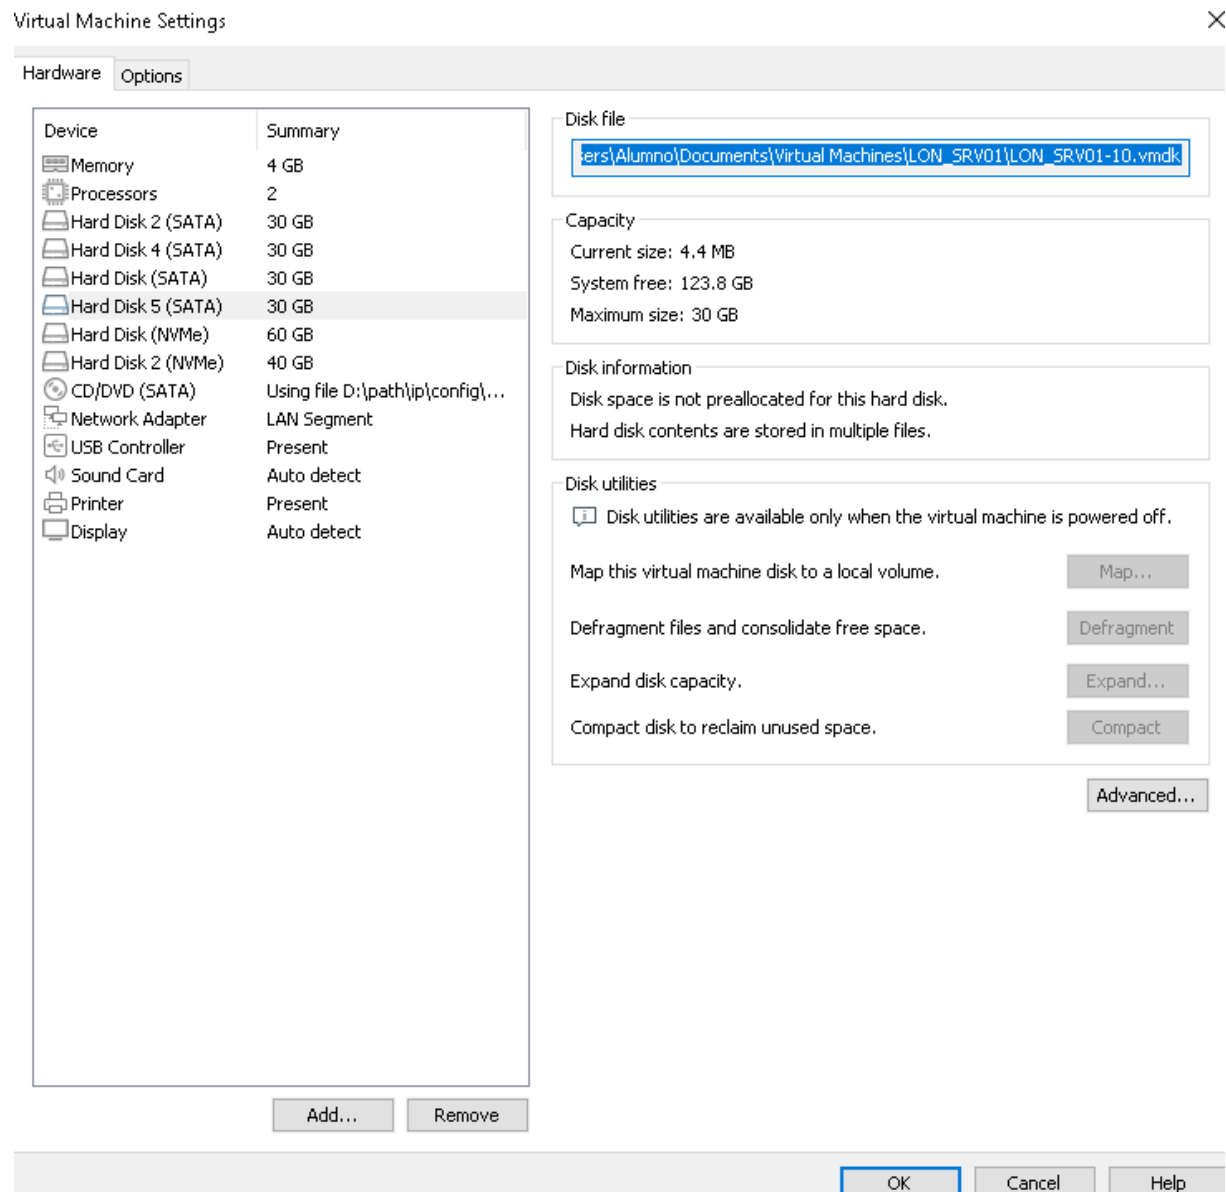 Virtual Machine Settings
Hardware Options
Device Summary
Memory 4 GB
Processors 2
Hard Disk 2 (SATA) 30 GB
Hard Disk 4 (SATA) 30 GB
Hard Disk (SATA) 30 GB
Hard Disk 5 (SATA) 30 GB
Hard Disk (NVMe) 60 GB
Hard Disk 2 (NVMe) 40 GB
CD/DVD (SATA) Using file D:\path\ip\config\...
Network Adapter LAN Segment
USB Controller Present
Sound Card Auto detect
Printer Present
Display Auto detect
Add... Remove
Disk file
sers\Alumno\Documents\Virtual Machines\LON_SRV01\LON_SRV01-10.vmdk
Capacity
Current size: 4.4 MB
System free: 123.8 GB
Maximum size: 30 GB
Disk information
Disk space is not preallocated for this hard disk.
Hard disk contents are stored in multiple files.
Disk utilities
Disk utilities are available only when the virtual machine is powered off.
Map this virtual machine disk to a local volume. Map...
Defragment files and consolidate free space. Defragment
Expand disk capacity. Expand...
Compact disk to reclaim unused space. Compact
Advanced...
OK Cancel Help